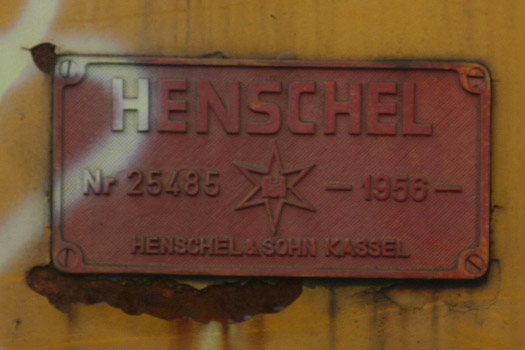 HENSCHEL
Nr 25485 — 1956 —
HENSCHEL & SOHN KASSEL